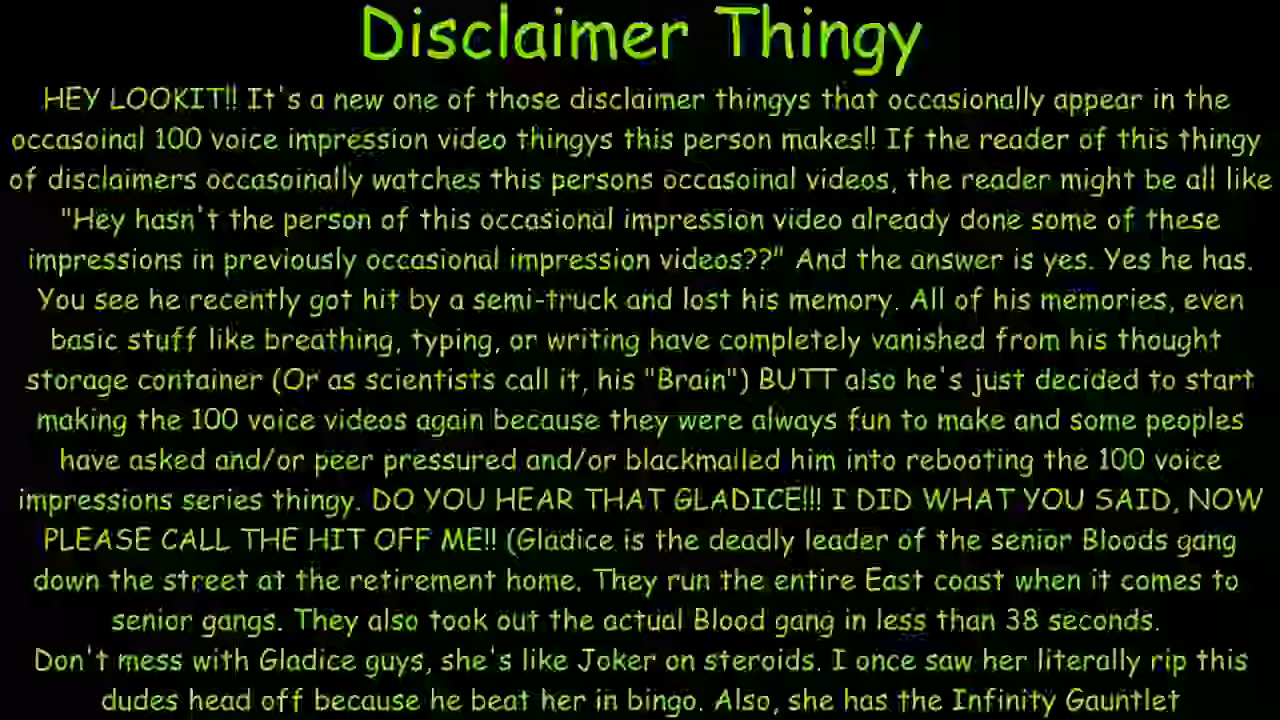 Disclaimer Thingy
HEY LOOKIT!! It's a new one of those disclaimer thingys that occasionally appear in the
occasoinal 100 voice impression video thingys this person makes!! If the reader of this thingy
of disclaimers occasoinally watches this persons occasoinal videos, the reader might be all like
"Hey hasn't the person of this occasional impression video already done some of these
impressions in previously occasional impression videos??" And the answer is yes. Yes he has.
You see he recently got hit by a semi-truck and lost his memory. All of his memories, even
basic stuff like breathing, typing, or writing have completely vanished from his thought
storage container (Or as scientists call it, his "Brain") BUTT also he's just decided to start
making the 100 voice videos again because they were always fun to make and some peoples
have asked and/or peer pressured and/or blackmailed him into rebooting the 100 voice
impressions series thingy. DO YOU HEAR THAT GLADICE!!! I DID WHAT YOU SAID, NOW
PLEASE CALL THE HIT OFF ME!! (Gladice is the deadly leader of the senior Bloods gang
down the street at the retirement home. They run the entire East coast when it comes to
senior gangs. They also took out the actual Blood gang in less than 38 seconds.
Don't mess with Gladice guys, she's like Joker on steroids. I once saw her literally rip this
dudes head off because he beat her in bingo. Also, she has the Infinity Gauntlet